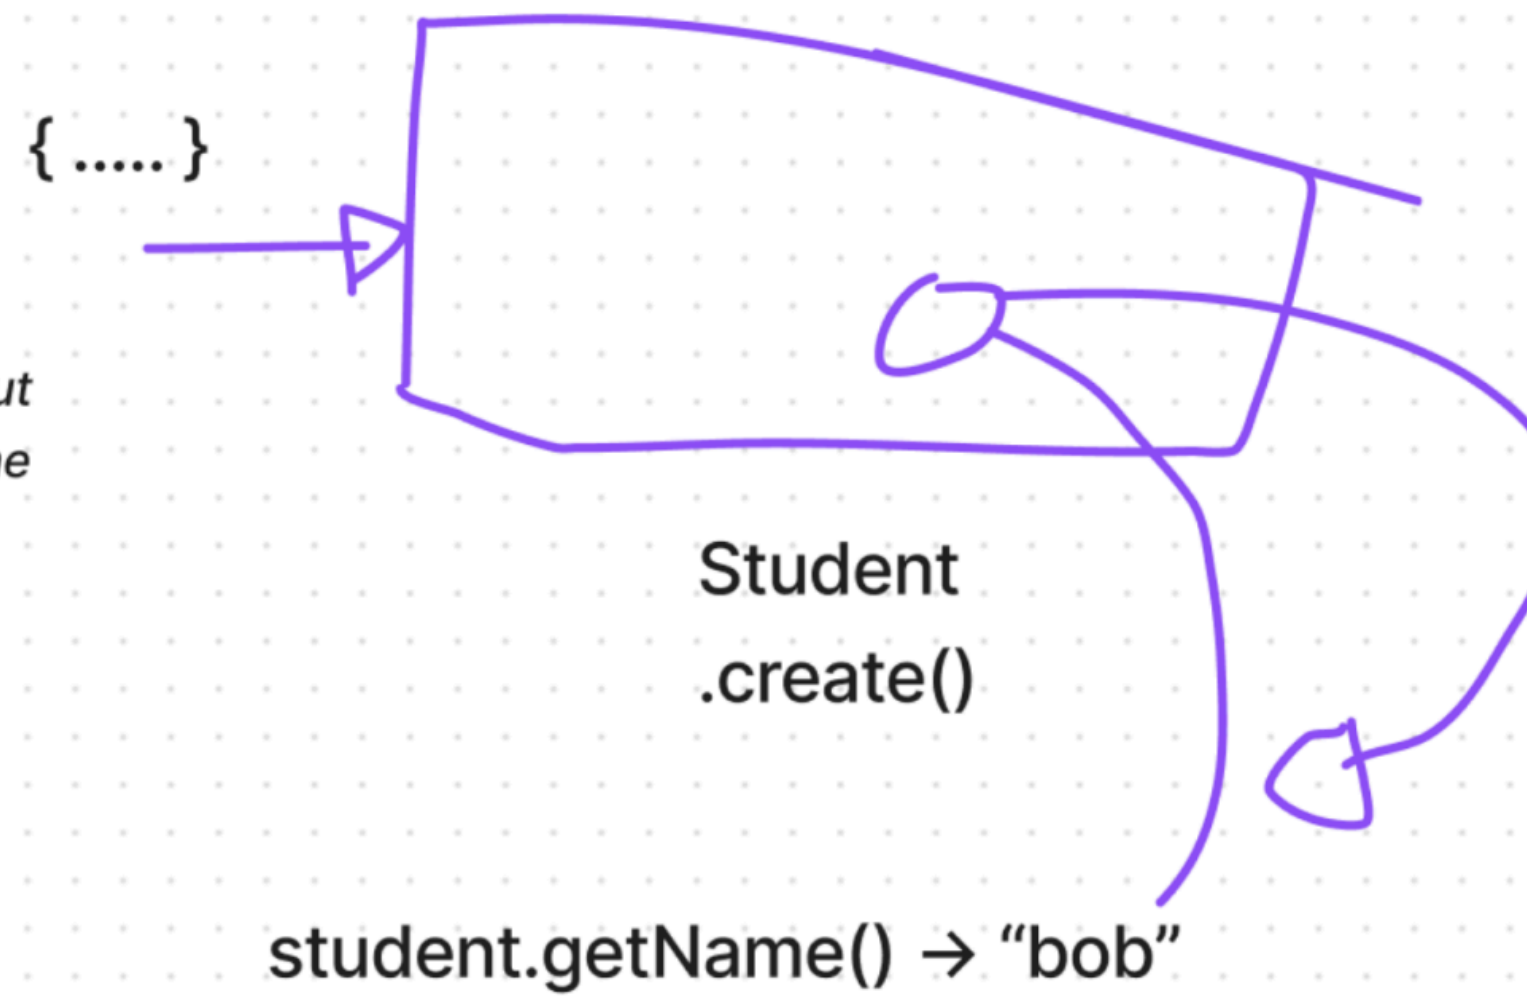 { ..... }
Student
.create()
student.getName() → “bob”